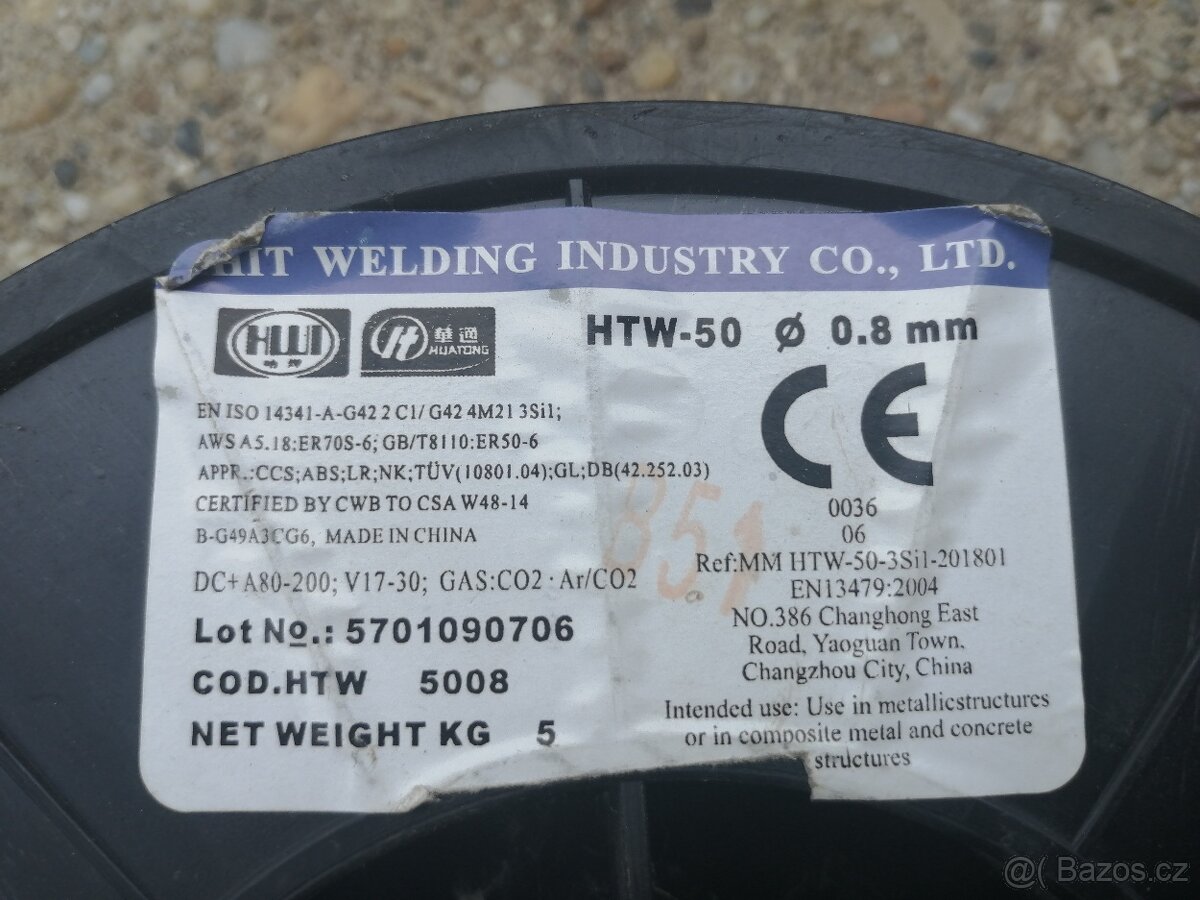 HIT WELDING INDUSTRY CO., LTD.
HWI
HUATONG
華通
HTW-50 ϕ 0.8 mm
EN ISO 14341-A-G42 2 C1/ G42 4M21 3Si1;
AWS A5.18:ER70S-6; GB/T8110:ER50-6
APPR.:CCS;ABS;LR;NK;TÜV(10801.04);GL;DB(42.252.03)
CERTIFIED BY CWB TO CSA W48-14
B-G49A3CG6, MADE IN CHINA
DC+A80-200; V17-30; GAS:CO2·Ar/CO2
Lot No.: 5701090706
COD.HTW 5008
NET WEIGHT KG 5
CE
0036
06
Ref:MM HTW-50-3Si1-201801
EN13479:2004
NO.386 Changhong East
Road, Yaoguan Town,
Changzhou City, China
Intended use: Use in metallicstructures
or in composite metal and concrete
structures
@( Bazos.cz